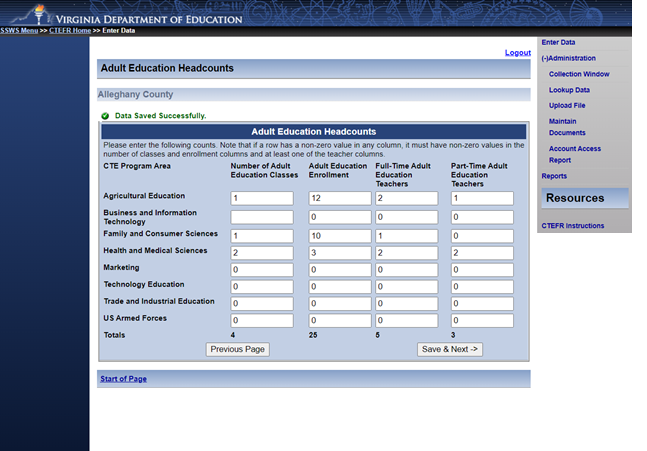 VIRGINIA DEPARTMENT OF EDUCATION
SSWS Menu >> CTEFR Home >> Enter Data
Logout
Adult Education Headcounts
Alleghany County
Data Saved Successfully.
Adult Education Headcounts
Please enter the following counts. Note that if a row has a non-zero value in any column, it must have non-zero values in the
number of classes and enrollment columns and at least one of the teacher columns.
CTE Program Area Number of Adult Education Classes Adult Education Enrollment Full-Time Adult Education Teachers Part-Time Adult Education Teachers
Agricultural Education 1 12 2 1
Business and Information Technology 0 0 0
Family and Consumer Sciences 1 10 1 0
Health and Medical Sciences 2 3 2 2
Marketing 0 0 0 0
Technology Education 0 0 0 0
Trade and Industrial Education 0 0 0 0
US Armed Forces 0 0 0 0
Totals 4 25 5 3
Previous Page Save & Next ->
Start of Page
Enter Data
(-)Administration
Collection Window
Lookup Data
Upload File
Maintain
Documents
Account Access
Report
Reports
Resources
CTEFR Instructions